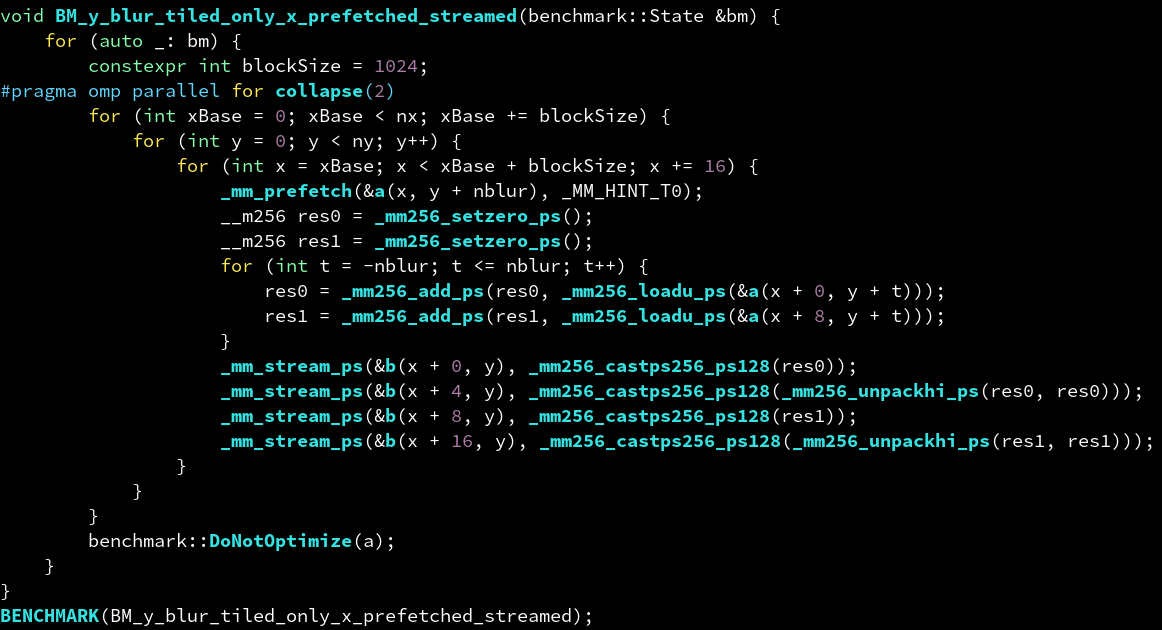 void BM_y_blur_tiled_only_x_prefetched_streamed(benchmark::State &bm) {
    for (auto _: bm) {
        constexpr int blockSize = 1024;
#pragma omp parallel for collapse(2)
        for (int xBase = 0; xBase < nx; xBase += blockSize) {
            for (int y = 0; y < ny; y++) {
                for (int x = xBase; x < xBase + blockSize; x += 16) {
                    _mm_prefetch(&a(x, y + nblur), _MM_HINT_T0);
                    __m256 res0 = _mm256_setzero_ps();
                    __m256 res1 = _mm256_setzero_ps();
                    for (int t = -nblur; t <= nblur; t++) {
                        res0 = _mm256_add_ps(res0, _mm256_loadu_ps(&a(x + 0, y + t)));
                        res1 = _mm256_add_ps(res1, _mm256_loadu_ps(&a(x + 8, y + t)));
                    }
                    _mm_stream_ps(&b(x + 0, y), _mm256_castps256_ps128(res0));
                    _mm_stream_ps(&b(x + 4, y), _mm256_castps256_ps128(_mm256_unpackhi_ps(res0, res0)));
                    _mm_stream_ps(&b(x + 8, y), _mm256_castps256_ps128(res1));
                    _mm_stream_ps(&b(x + 16, y), _mm256_castps256_ps128(_mm256_unpackhi_ps(res1, res1)));
                }
            }
        }
        benchmark::DoNotOptimize(a);
    }
}
BENCHMARK(BM_y_blur_tiled_only_x_prefetched_streamed);